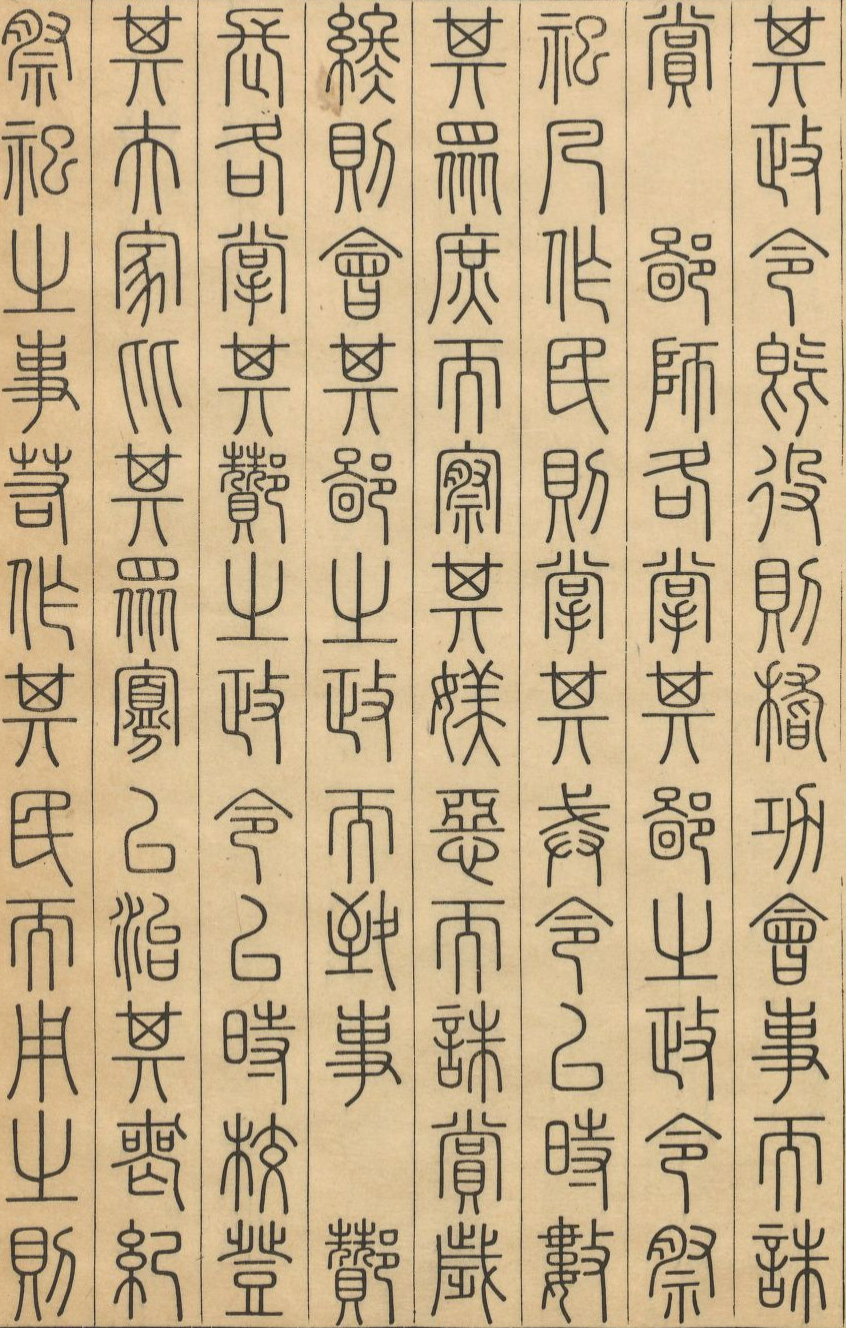 其政令既役則稽功會事而誅
賞　鄙師各掌其鄙之政令祭
祀凡作民則掌其戒令以時數
其眾庶而察其媺惡而誅賞歲
終則會其鄙之政而致事　酇
長各掌其酇之政令以時校登
其夫家比其眾寡以治其喪紀
祭祀之事若作其民而用之則